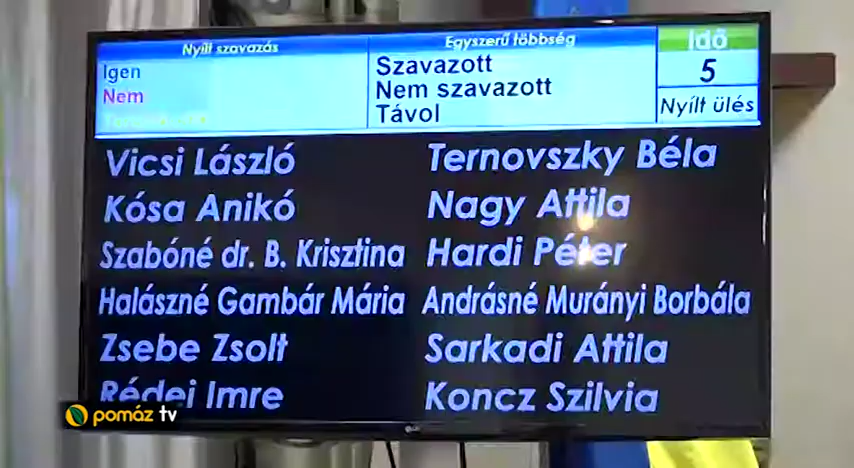 Nyílt szavazás
Egyszerű többség
Idő
Igen
Nem
Szavazott
Nem szavazott
Távol
5
Nyílt ülés
Vicsi László
Ternovszky Béla
Kósa Anikó
Nagy Attila
Szabóné dr. B. Krisztina
Hardi Péter
Halászné Gambár Mária
Andrásné Murányi Borbála
Zsebe Zsolt
Sarkadi Attila
Rédei Imre
Koncz Szilvia
pomáz tv
LG